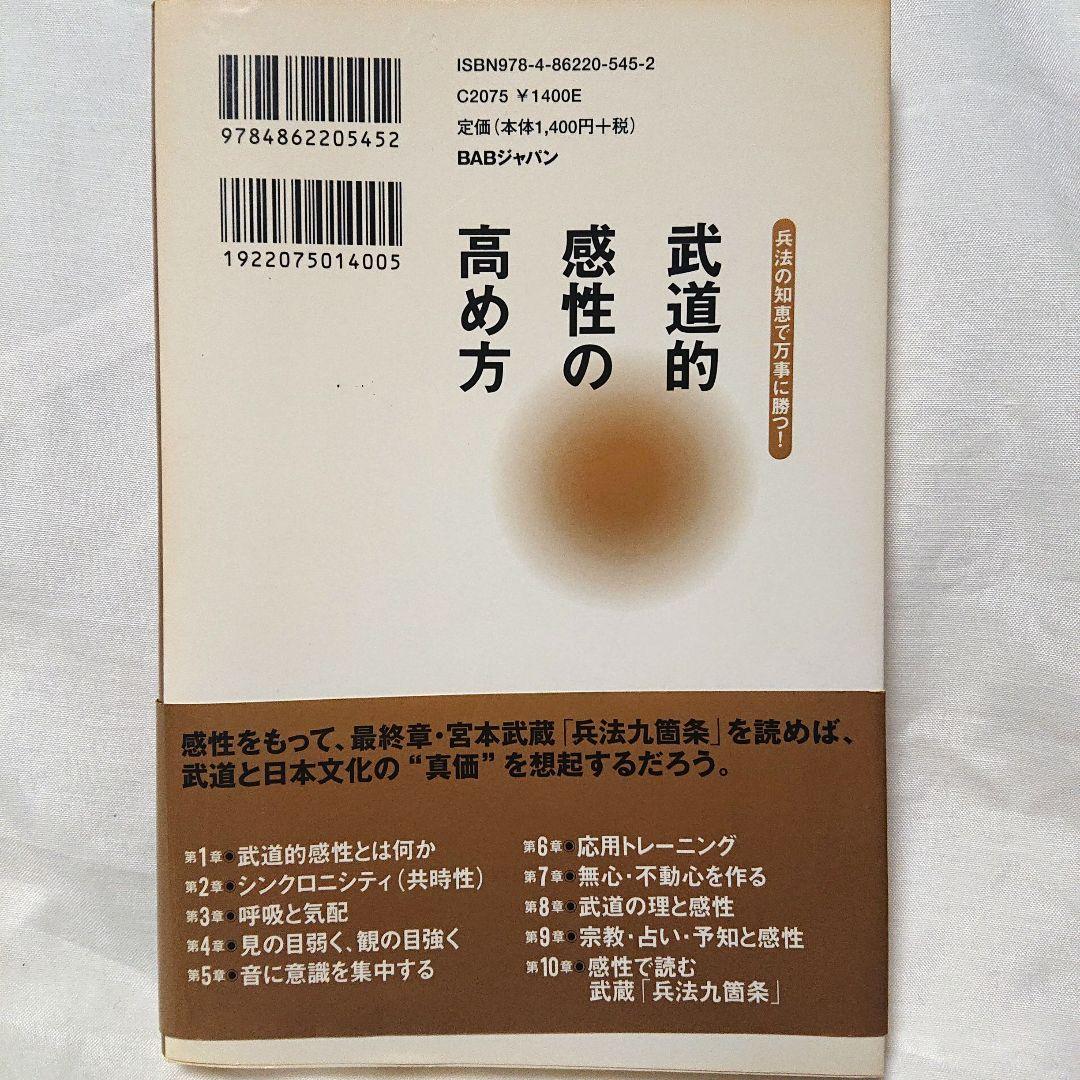 9784862205452
1922075014005
ISBN978-4-86220-545-2
C2075 ¥1400E
定価(本体1,400円+税)
BABジャパン
兵法の知恵で万事に勝つ!
武道的
感性の
高め方
感性をもって、最終章・宮本武蔵「兵法九箇条」を読めば、
武道と日本文化の“真価”を想起するだろう。
第1章◉武道的感性とは何か
第2章◉シンクロニシティ(共時性)
第3章◉呼吸と気配
第4章◉見の目弱く、観の目強く
第5章◉音に意識を集中する
第6章◉応用トレーニング
第7章◉無心・不動心を作る
第8章◉武道の理と感性
第9章◉宗教・占い・予知と感性
第10章◉感性で読む
武蔵「兵法九箇条」